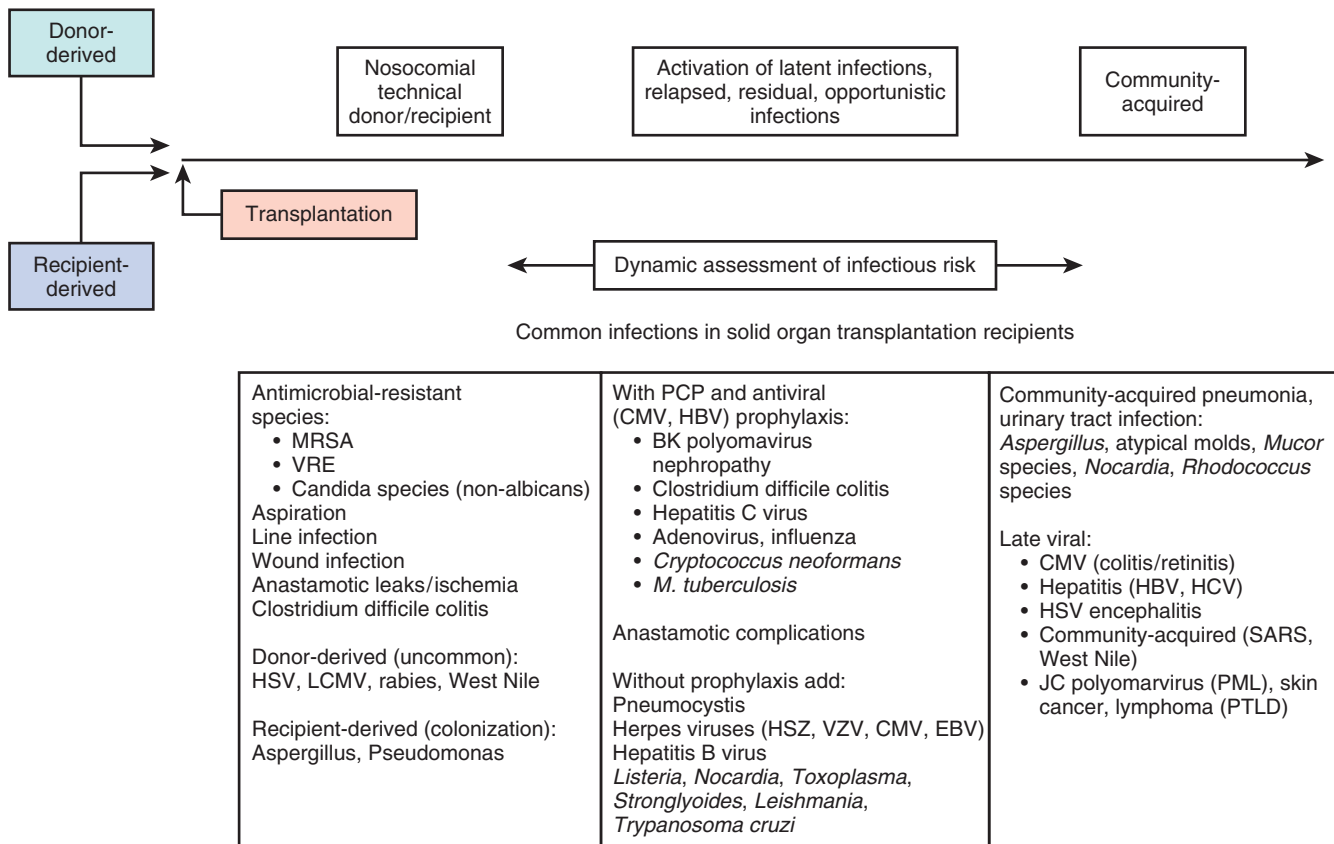 Donor-
derived
Nosocomial
technical
donor/recipient
Activation of latent infections,
relapsed, residual, opportunistic
infections
Community-
acquired
Transplantation
Recipient-
derived
Dynamic assessment of infectious risk
Common infections in solid organ transplantation recipients
Antimicrobial-resistant
species:
• MRSA
• VRE
• Candida species (non-albicans)
Aspiration
Line infection
Wound infection
Anastamotic leaks/ischemia
Clostridium difficile colitis
Donor-derived (uncommon):
HSV, LCMV, rabies, West Nile
Recipient-derived (colonization):
Aspergillus, Pseudomonas
With PCP and antiviral
(CMV, HBV) prophylaxis:
• BK polyomavirus
nephropathy
• Clostridium difficile colitis
• Hepatitis C virus
• Adenovirus, influenza
• Cryptococcus neoformans
• M. tuberculosis
Anastamotic complications
Without prophylaxis add:
Pneumocystis
Herpes viruses (HSZ, VZV, CMV, EBV)
Hepatitis B virus
Listeria, Nocardia, Toxoplasma,
Stronglyoides, Leishmania,
Trypanosoma cruzi
Community-acquired pneumonia,
urinary tract infection:
Aspergillus, atypical molds, Mucor
species, Nocardia, Rhodococcus
species
Late viral:
• CMV (colitis/retinitis)
• Hepatitis (HBV, HCV)
• HSV encephalitis
• Community-acquired (SARS,
West Nile)
• JC polyomarvirus (PML), skin
cancer, lymphoma (PTLD)